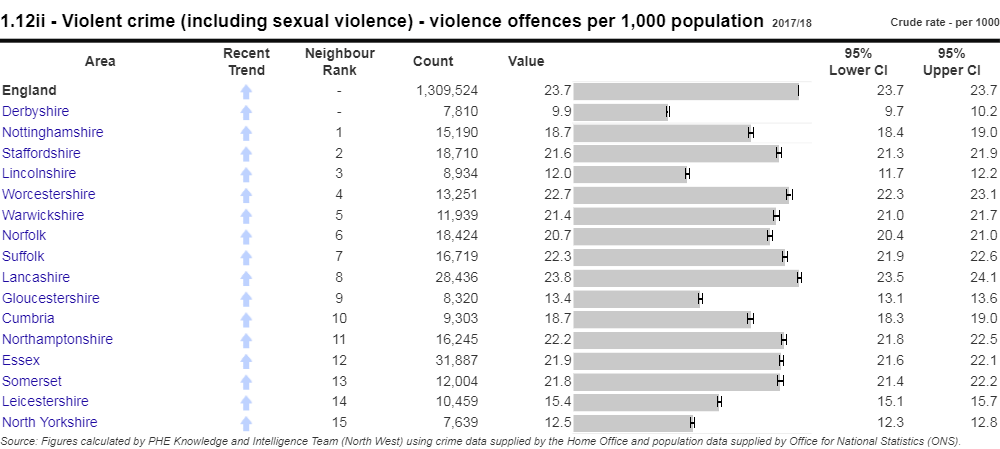 1.12ii - Violent crime (including sexual violence) - violence offences per 1,000 population 2017/18 Crude rate - per 1000
Area Recent Trend Neighbour Rank Count Value 95% Lower CI 95% Upper CI
England - 1,309,524 23.7 23.7 23.7
Derbyshire - 7,810 9.9 9.7 10.2
Nottinghamshire 1 15,190 18.7 18.4 19.0
Staffordshire 2 18,710 21.6 21.3 21.9
Lincolnshire 3 8,934 12.0 11.7 12.2
Worcestershire 4 13,251 22.7 22.3 23.1
Warwickshire 5 11,939 21.4 21.0 21.7
Norfolk 6 18,424 20.7 20.4 21.0
Suffolk 7 16,719 22.3 21.9 22.6
Lancashire 8 28,436 23.8 23.5 24.1
Gloucestershire 9 8,320 13.4 13.1 13.6
Cumbria 10 9,303 18.7 18.3 19.0
Northamptonshire 11 16,245 22.2 21.8 22.5
Essex 12 31,887 21.9 21.6 22.1
Somerset 13 12,004 21.8 21.4 22.2
Leicestershire 14 10,459 15.4 15.1 15.7
North Yorkshire 15 7,639 12.5 12.3 12.8
Source: Figures calculated by PHE Knowledge and Intelligence Team (North West) using crime data supplied by the Home Office and population data supplied by Office for National Statistics (ONS).